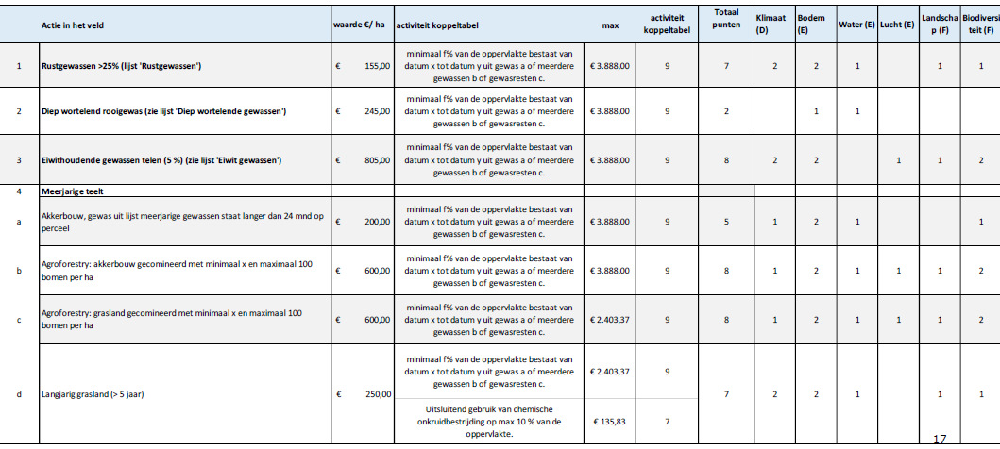 Actie in het veld waarde €/ ha activiteit koppeltabel max activiteit koppeltabel Totaal punten Klimaat (D) Bodem (E) Water (E) Lucht (E) Landschap (F) Biodiversiteit (F)
1 Rustgewassen >25% (lijst 'Rustgewassen') € 155,00 minimaal f% van de oppervlakte bestaat van datum x tot datum y uit gewas a of meerdere gewassen b of gewasresten c. € 3.888,00 9 7 2 2 1 1 1
2 Diep wortelend rooigewas (zie lijst 'Diep wortelende gewassen') € 245,00 minimaal f% van de oppervlakte bestaat van datum x tot datum y uit gewas a of meerdere gewassen b of gewasresten c. € 3.888,00 9 2 1 1
3 Eiwithoudende gewassen telen (5 %) (zie lijst 'Eiwit gewassen') € 805,00 minimaal f% van de oppervlakte bestaat van datum x tot datum y uit gewas a of meerdere gewassen b of gewasresten c. € 3.888,00 9 8 2 2 1 1 2
4 Meerjarige teelt
a Akkerbouw, gewas uit lijst meerjarige gewassen staat langer dan 24 mnd op perceel € 200,00 minimaal f% van de oppervlakte bestaat van datum x tot datum y uit gewas a of meerdere gewassen b of gewasresten c. € 3.888,00 9 5 1 2 1 1
b Agroforestry: akkerbouw gecomineerd met minimaal x en maximaal 100 bomen per ha € 600,00 minimaal f% van de oppervlakte bestaat van datum x tot datum y uit gewas a of meerdere gewassen b of gewasresten c. € 3.888,00 9 8 1 2 1 1 1 2
c Agroforestry: grasland gecomineerd met minimaal x en maximaal 100 bomen per ha € 600,00 minimaal f% van de oppervlakte bestaat van datum x tot datum y uit gewas a of meerdere gewassen b of gewasresten c. € 2.403,37 9 8 1 2 1 1 1 2
d Langjarig grasland (> 5 jaar) € 250,00 minimaal f% van de oppervlakte bestaat van datum x tot datum y uit gewas a of meerdere gewassen b of gewasresten c. € 2.403,37 9 7 2 2 1 1 1
Uitsluitend gebruik van chemische onkruidbestrijding op max 10 % van de oppervlakte. € 135,83 7
17